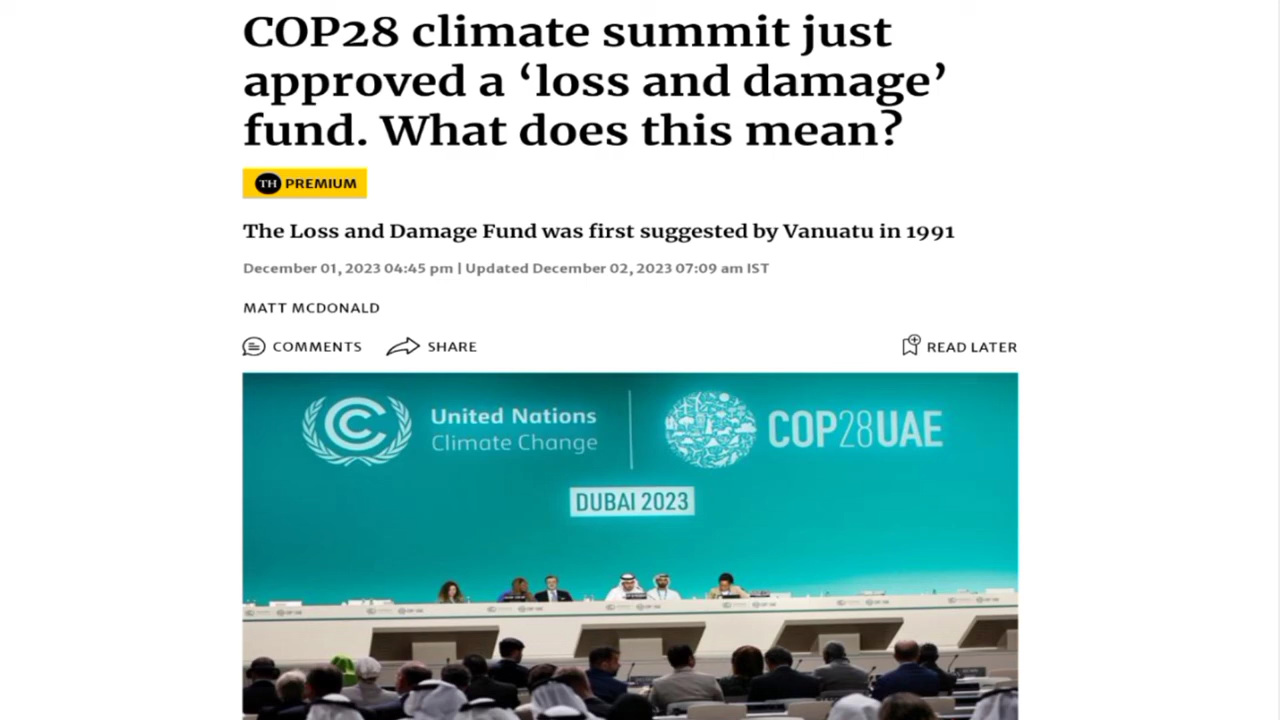 COP28 climate summit just
approved a ‘loss and damage’
fund. What does this mean?
TH PREMIUM
The Loss and Damage Fund was first suggested by Vanuatu in 1991
December 01, 2023 04:45 pm | Updated December 02, 2023 07:09 am IST
MATT MCDONALD
COMMENTS SHARE READ LATER
United Nations
Climate Change
COP28UAE
DUBAI 2023